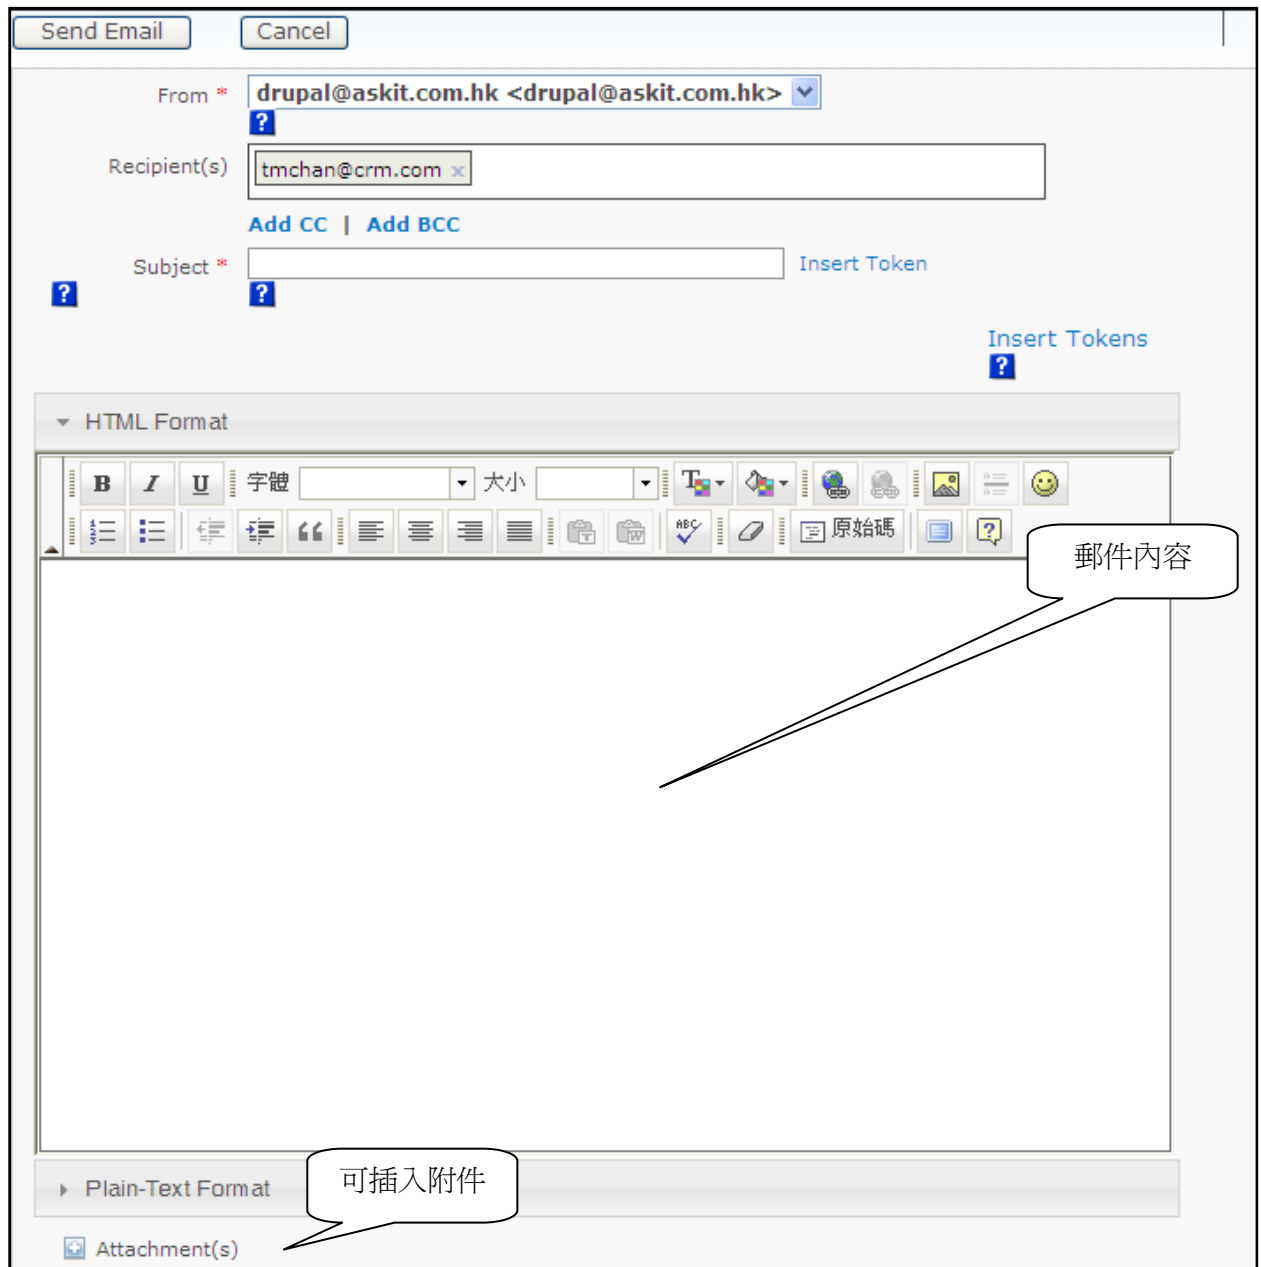 Send Email Cancel
From * drupal@askit.com.hk <drupal@askit.com.hk>
?
Recipient(s) tmchan@crm.com x
Add CC | Add BCC
Subject * Insert Token
? ?
Insert Tokens
?
HTML Format
B I U 字體 大小
ABC 原始碼 ?
郵件內容
Plain-Text Format
可插入附件
Attachment(s)